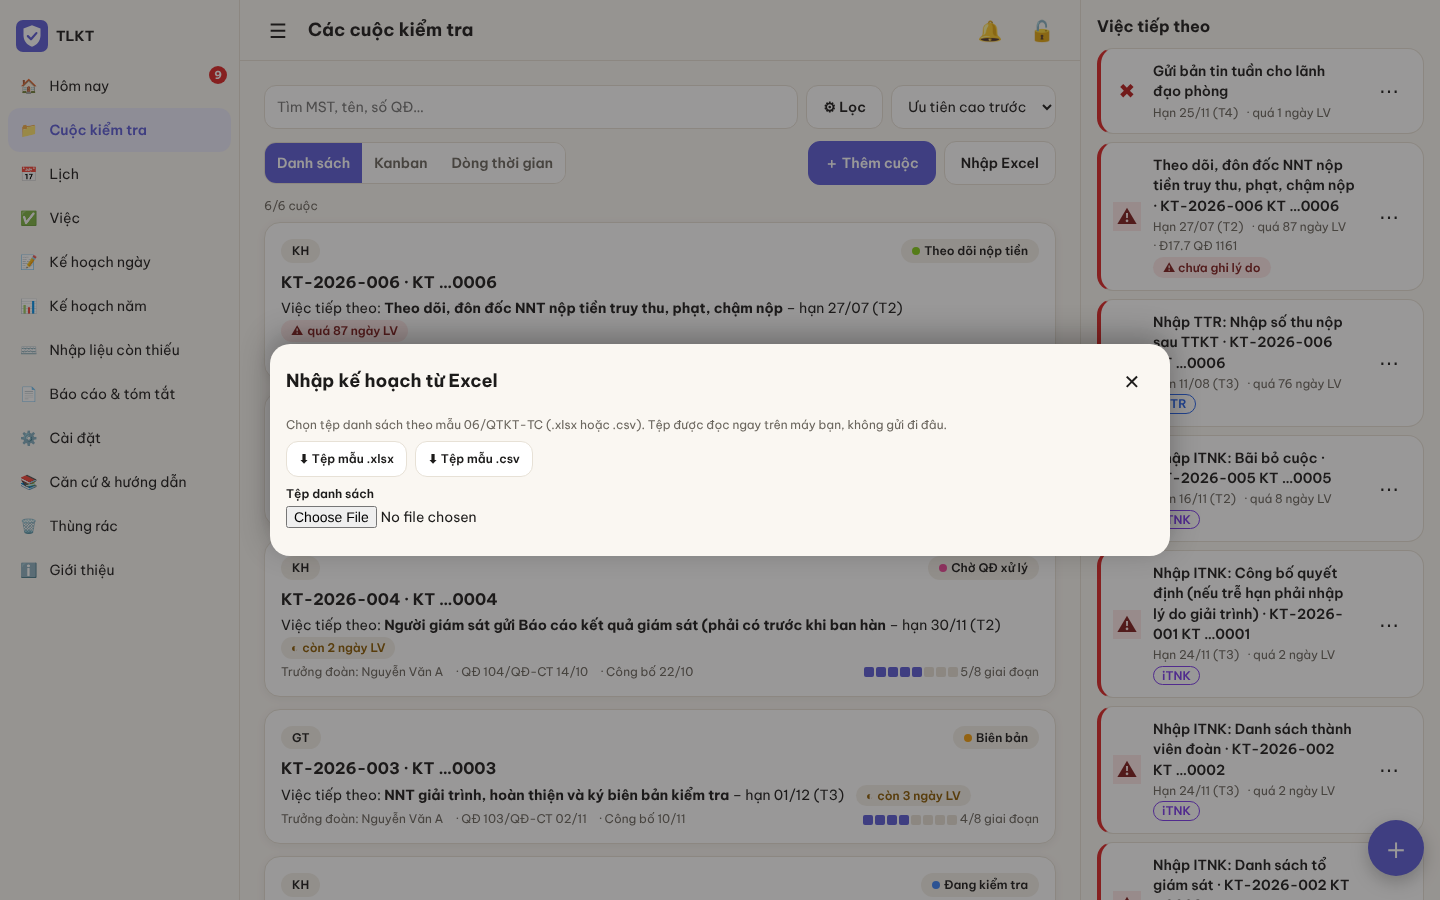 TLKT
Hôm nay
9
Cuộc kiểm tra
Lịch
Việc
Kế hoạch ngày
Kế hoạch năm
Nhập liệu còn thiếu
Báo cáo & tóm tắt
Cài đặt
Căn cứ & hướng dẫn
Thùng rác
Giới thiệu
☰ Các cuộc kiểm tra
Tìm MST, tên, số QĐ...
⚙ Lọc
Ưu tiên cao trước
Danh sách
Kanban
Dòng thời gian
+ Thêm cuộc
Nhập Excel
6/6 cuộc
KH
Theo dõi nộp tiền
KT-2026-006 · KT ...0006
Việc tiếp theo: Theo dõi, đôn đốc NNT nộp tiền truy thu, phạt, chậm nộp – hạn 27/07 (T2)
quá 87 ngày LV
Nhập kế hoạch từ Excel
✕
Chọn tệp danh sách theo mẫu 06/QTKT-TC (.xlsx hoặc .csv). Tệp được đọc ngay trên máy bạn, không gửi đi đâu.
⬇ Tệp mẫu .xlsx
⬇ Tệp mẫu .csv
Tệp danh sách
Choose File No file chosen
KH
Chờ QĐ xử lý
KT-2026-004 · KT ...0004
Việc tiếp theo: Người giám sát gửi Báo cáo kết quả giám sát (phải có trước khi ban hàn – hạn 30/11 (T2)
còn 2 ngày LV
Trưởng đoàn: Nguyễn Văn A · QĐ 104/QĐ-CT 14/10 · Công bố 22/10
5/8 giai đoạn
GT
Biên bản
KT-2026-003 · KT ...0003
Việc tiếp theo: NNT giải trình, hoàn thiện và ký biên bản kiểm tra – hạn 01/12 (T3)
còn 3 ngày LV
Trưởng đoàn: Nguyễn Văn A · QĐ 103/QĐ-CT 02/11 · Công bố 10/11
4/8 giai đoạn
KH
Đang kiểm tra
Việc tiếp theo
Gửi bản tin tuần cho lãnh
đạo phòng
Hạn 25/11 (T4) · quá 1 ngày LV
...
Theo dõi, đôn đốc NNT nộp
tiền truy thu, phạt, chậm nộp
· KT-2026-006 KT ...0006
Hạn 27/07 (T2) · quá 87 ngày LV
· Đ17.7 QĐ 1161
chưa ghi lý do
...
Nhập TTR: Nhập số thu nộp
sau TTKT · KT-2026-006
...0006
11/08 (T3) · quá 76 ngày LV
...
ITNK: Bãi bỏ cuộc ·
-2026-005 KT ...0005
16/11 (T2) · quá 8 ngày LV
...
Nhập ITNK: Công bố quyết
định (nếu trễ hạn phải nhập
lý do giải trình) · KT-2026-
001 KT ...0001
Hạn 24/11 (T3) · quá 2 ngày LV
iTNK
...
Nhập ITNK: Danh sách thành
viên đoàn · KT-2026-002
KT ...0002
Hạn 24/11 (T3) · quá 2 ngày LV
iTNK
...
Nhập ITNK: Danh sách tổ
giám sát · KT-2026-002 KT
+